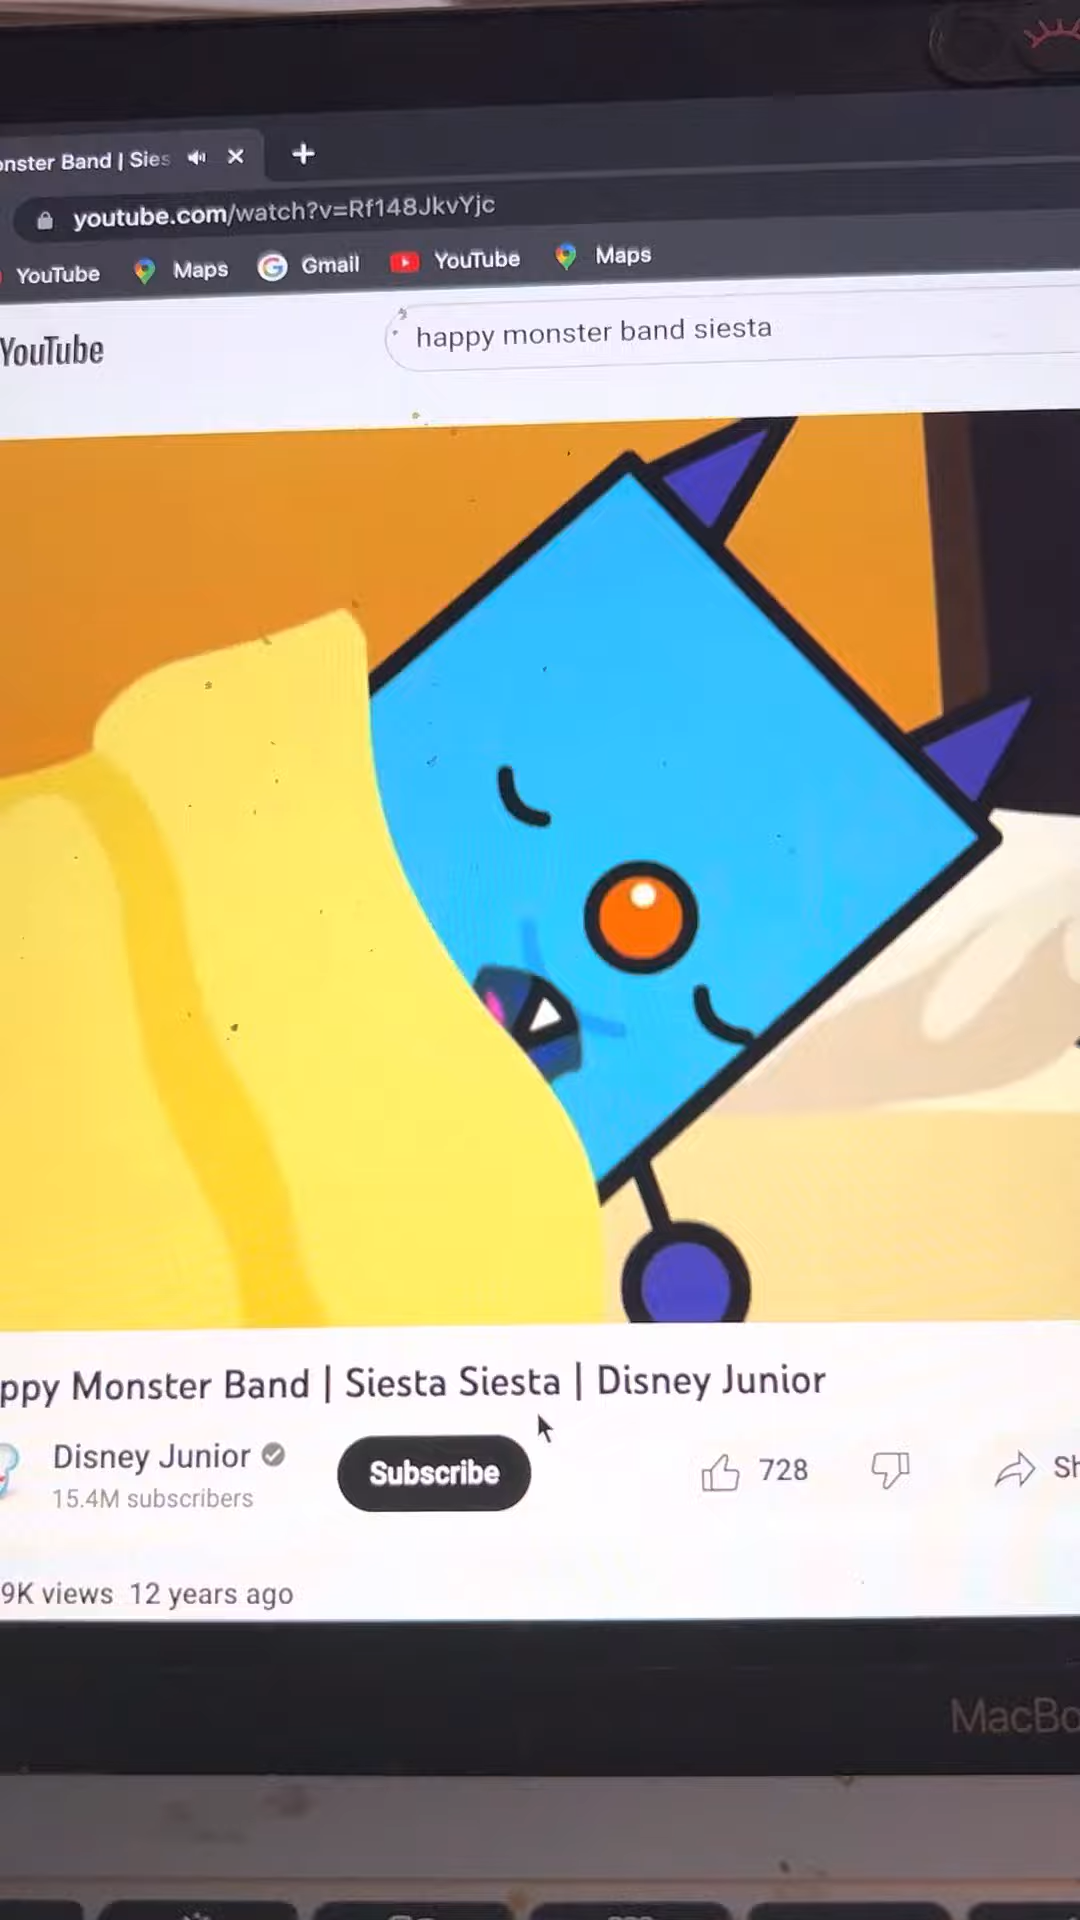 onster Band | Sies
youtube.com/watch?v=Rf148JkvYjc
YouTube Maps Gmail YouTube Maps
YouTube
happy monster band siesta
ppy Monster Band | Siesta Siesta | Disney Junior
Disney Junior
15.4M subscribers
Subscribe
728
Sh
9K views 12 years ago
MacBo